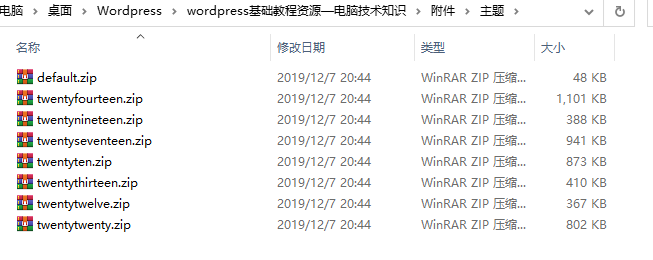 电脑 › 桌面 › Wordpress › wordpress基础教程资源—电脑技术知识 › 附件 › 主题 ›
名称 修改日期 类型 大小
default.zip 2019/12/7 20:44 WinRAR ZIP 压缩... 48 KB
twentyfourteen.zip 2019/12/7 20:44 WinRAR ZIP 压缩... 1,101 KB
twentynineteen.zip 2019/12/7 20:44 WinRAR ZIP 压缩... 388 KB
twentyseventeen.zip 2019/12/7 20:44 WinRAR ZIP 压缩... 941 KB
twentyten.zip 2019/12/7 20:44 WinRAR ZIP 压缩... 873 KB
twentythirteen.zip 2019/12/7 20:44 WinRAR ZIP 压缩... 410 KB
twentytwelve.zip 2019/12/7 20:44 WinRAR ZIP 压缩... 367 KB
twentytwenty.zip 2019/12/7 20:44 WinRAR ZIP 压缩... 802 KB